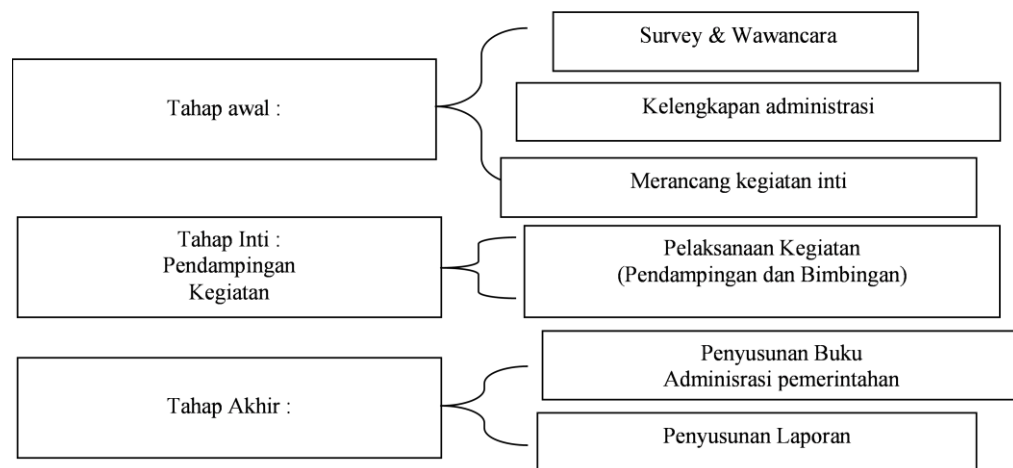 Tahap awal :
Survey & Wawancara
Kelengkapan administrasi
Merancang kegiatan inti
Tahap Inti :
Pendampingan
Kegiatan
Pelaksanaan Kegiatan
(Pendampingan dan Bimbingan)
Tahap Akhir :
Penyusunan Buku
Adminisrasi pemerintahan
Penyusunan Laporan